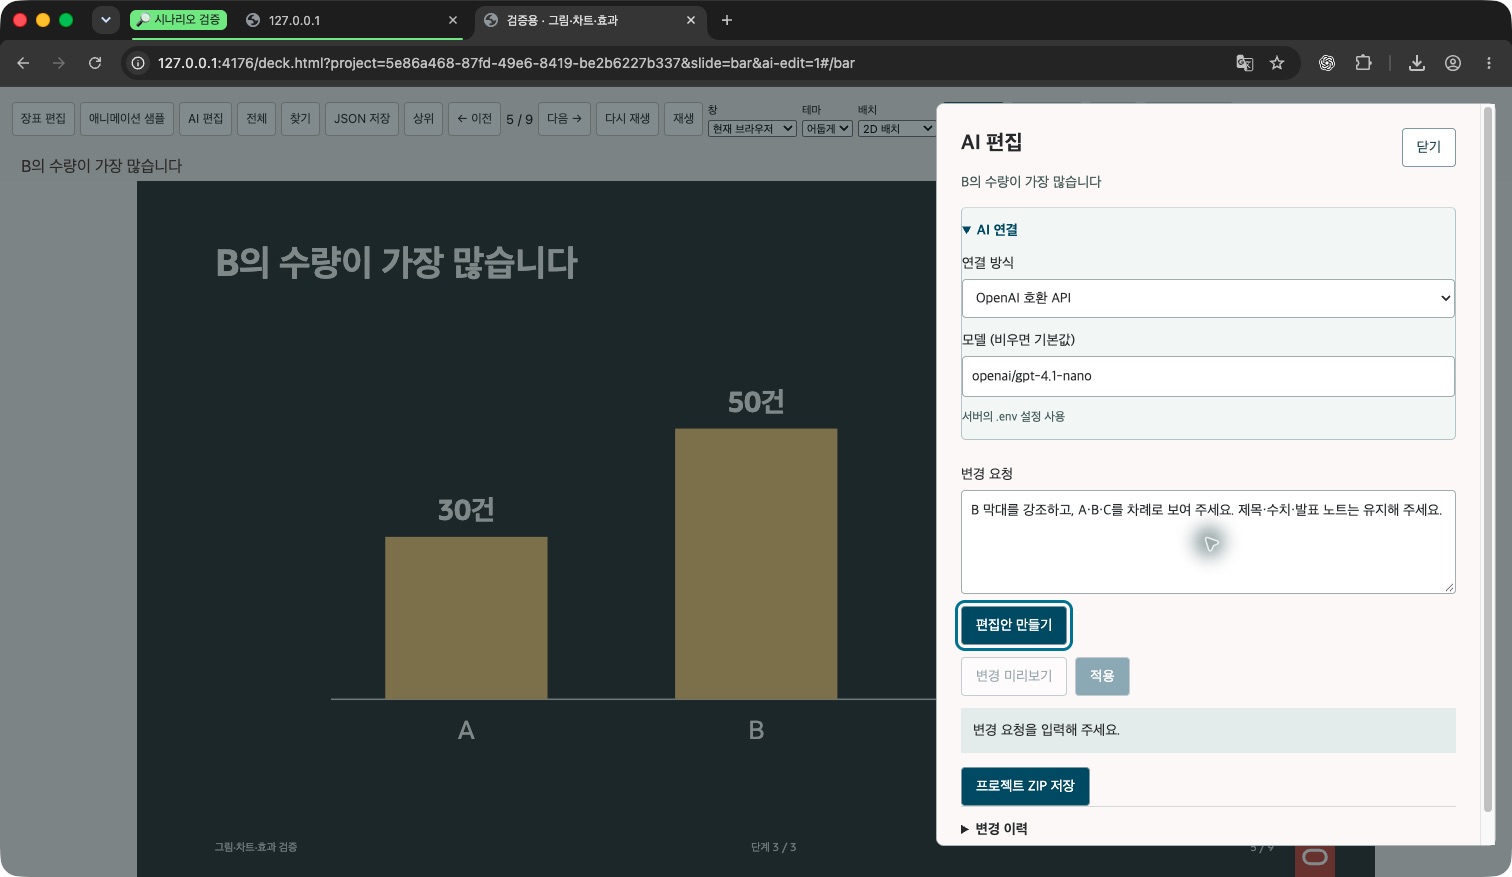 시나리오 검증
127.0.0.1
검증용 · 그림·차트·효과
127.0.0.1:4176/deck.html?project=5e86a468-87fd-49e6-8419-be2b6227b337&slide=bar&ai-edit=1#/bar
장표 편집
애니메이션 샘플
AI 편집
전체
찾기
JSON 저장
상위
← 이전
5 / 9
다음 →
다시 재생
재생
창
현재 브라우저
테마
어둡게
배치
2D 배치
B의 수량이 가장 많습니다
B의 수량이 가장 많습니다
30건
50건
A
B
그림·차트·효과 검증
단계 3 / 3
5 / 9
AI 편집
닫기
B의 수량이 가장 많습니다
▼ AI 연결
연결 방식
OpenAI 호환 API
모델 (비우면 기본값)
openai/gpt-4.1-nano
서버의 .env 설정 사용
변경 요청
B 막대를 강조하고, A·B·C를 차례로 보여 주세요. 제목·수치·발표 노트는 유지해 주세요.
편집안 만들기
변경 미리보기
적용
변경 요청을 입력해 주세요.
프로젝트 ZIP 저장
▶ 변경 이력